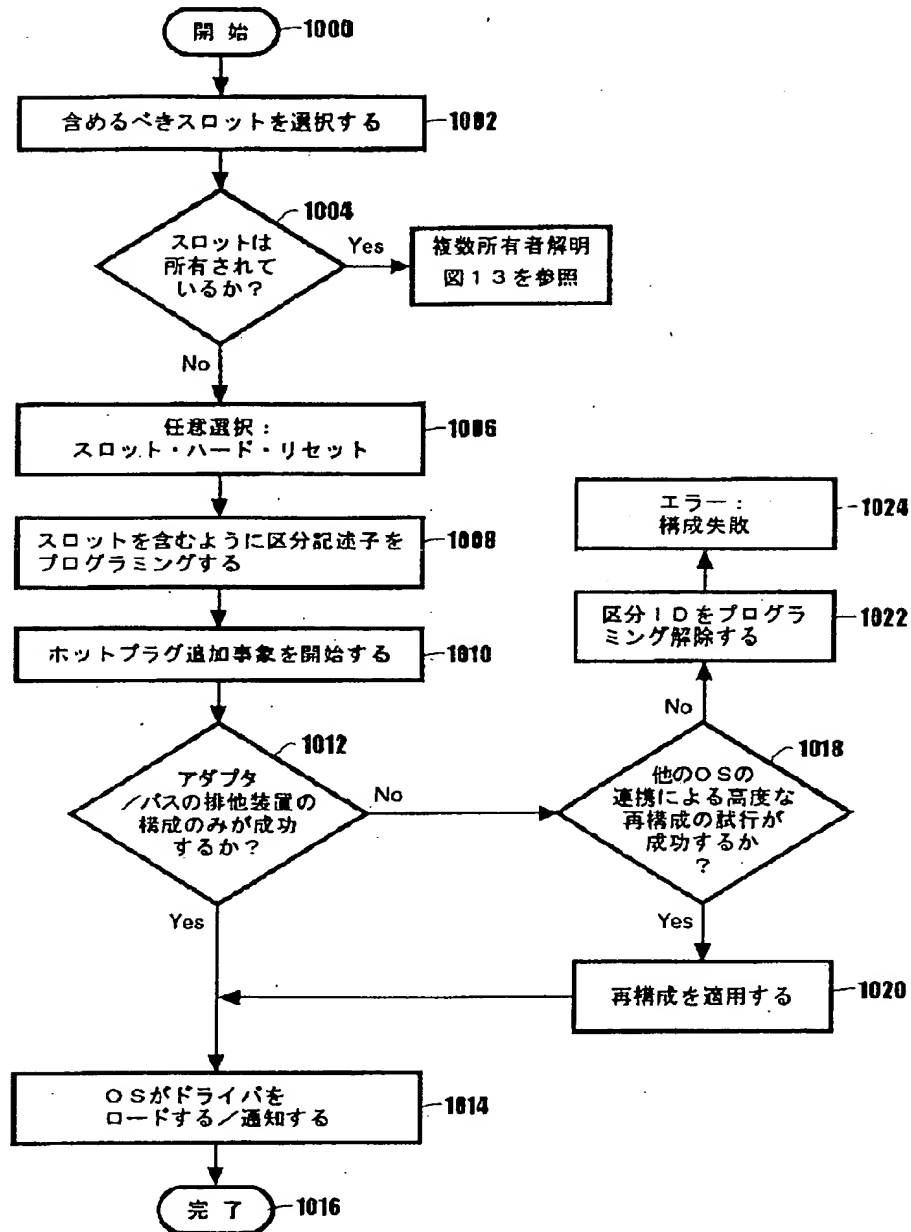 開 始
1000
含めるべきスロットを選択する
1002
1004
スロットは
所有されて
いるか？
Yes
複数所有者解明
図１３を参照
No
任意選択：
スロット・ハード・リセット
1006
スロットを含むように区分記述子を
プログラミングする
1008
ホットプラグ追加事象を開始する
1010
1012
アダプタ
／バスの排他装置の
構成のみが成功
するか？
No
1018
他のＯＳの
連携による高度な
再構成の試行が
成功するか
？
No
区分ＩＤをプログラ
ミング解除する
1022
エラー：
構成失敗
1024
Yes
再構成を適用する
1020
Yes
ＯＳがドライバを
ロードする／通知する
1014
完 了
1016